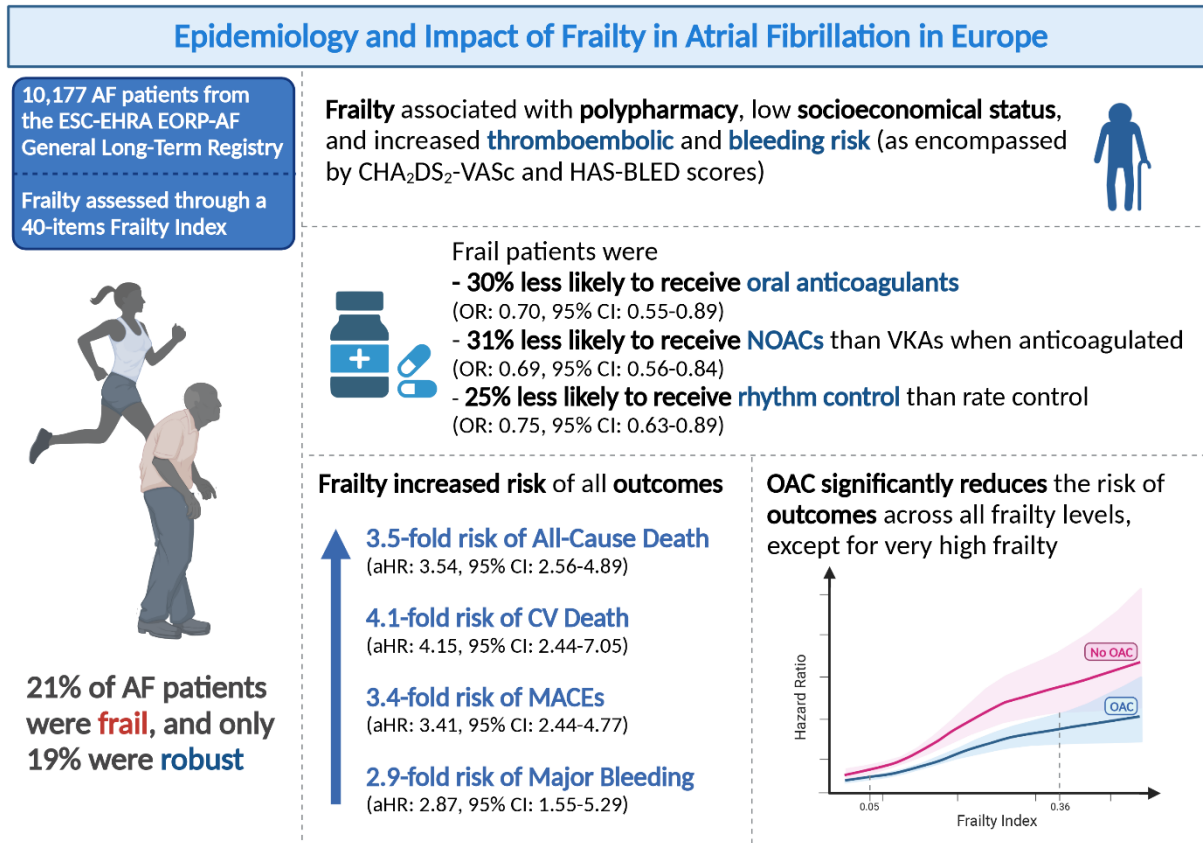 Epidemiology and Impact of Frailty in Atrial Fibrillation in Europe
10,177 AF patients from
the ESC-EHRA EORP-AF
General Long-Term Registry
Frailty assessed through a
40-items Frailty Index
21% of AF patients
were frail, and only
19% were robust
Frailty associated with polypharmacy, low socioeconomical status,
and increased thromboembolic and bleeding risk (as encompassed
by CHA₂DS₂-VASc and HAS-BLED scores)
Frail patients were
- 30% less likely to receive oral anticoagulants
(OR: 0.70, 95% CI: 0.55-0.89)
- 31% less likely to receive NOACs than VKAs when anticoagulated
(OR: 0.69, 95% CI: 0.56-0.84)
- 25% less likely to receive rhythm control than rate control
(OR: 0.75, 95% CI: 0.63-0.89)
Frailty increased risk of all outcomes
3.5-fold risk of All-Cause Death
(aHR: 3.54, 95% CI: 2.56-4.89)
4.1-fold risk of CV Death
(aHR: 4.15, 95% CI: 2.44-7.05)
3.4-fold risk of MACEs
(aHR: 3.41, 95% CI: 2.44-4.77)
2.9-fold risk of Major Bleeding
(aHR: 2.87, 95% CI: 1.55-5.29)
OAC significantly reduces the risk of
outcomes across all frailty levels,
except for very high frailty
Hazard Ratio
No OAC
OAC
0.05
0.36
Frailty Index